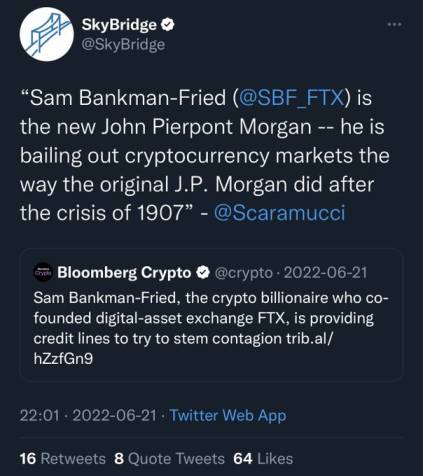 SkyBridge
@SkyBridge
“Sam Bankman-Fried (@SBF_FTX) is
the new John Pierpont Morgan -- he is
bailing out cryptocurrency markets the
way the original J.P. Morgan did after
the crisis of 1907” - @Scaramucci
Bloomberg Crypto @crypto · 2022-06-21
Sam Bankman-Fried, the crypto billionaire who co-
founded digital-asset exchange FTX, is providing
credit lines to try to stem contagion trib.al/
hZzfGn9
22:01 · 2022-06-21 · Twitter Web App
16 Retweets 8 Quote Tweets 64 Likes